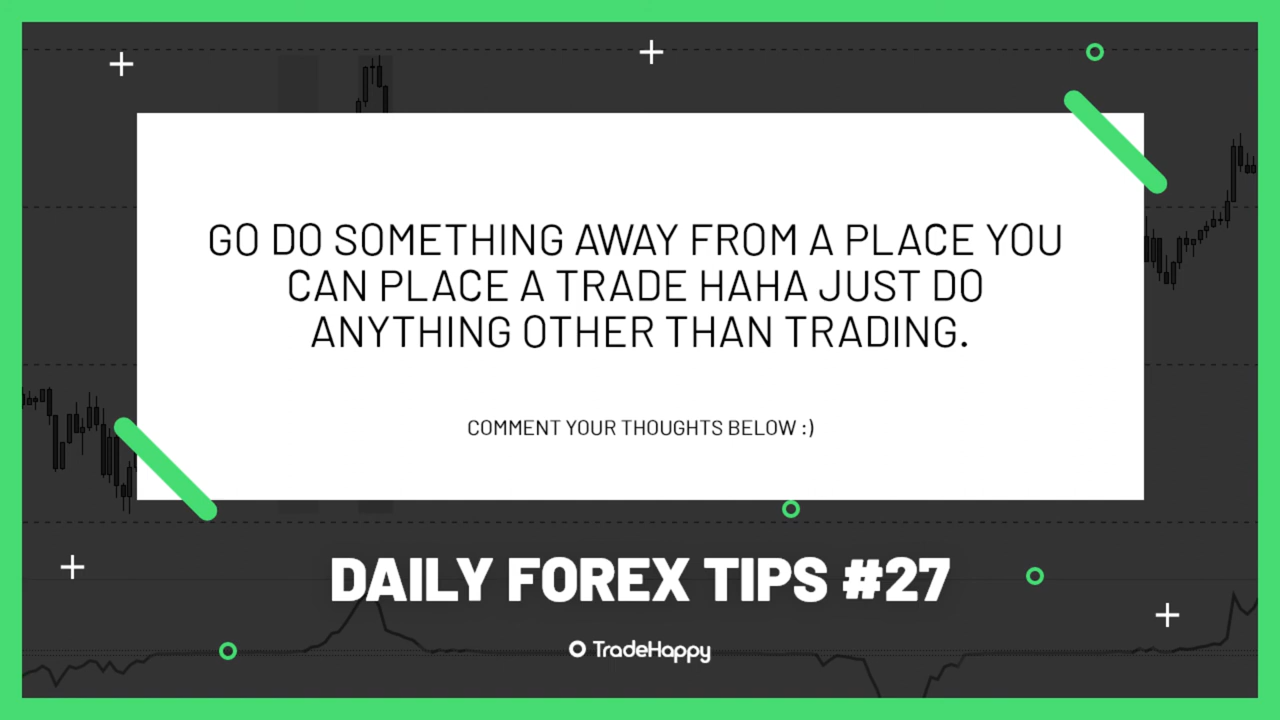 GO DO SOMETHING AWAY FROM A PLACE YOU
CAN PLACE A TRADE HAHA JUST DO
ANYTHING OTHER THAN TRADING.
COMMENT YOUR THOUGHTS BELOW :)
DAILY FOREX TIPS #27
TradeHappy